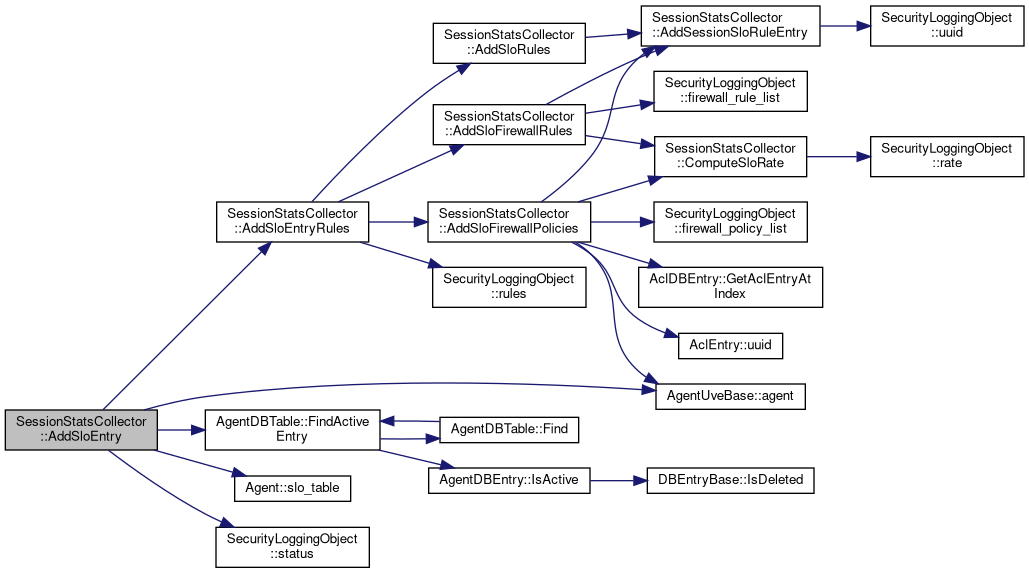 SessionStatsCollector
::AddSloEntry
SessionStatsCollector
::AddSloEntryRules
SessionStatsCollector
::AddSloRules
SessionStatsCollector
::AddSessionSloRuleEntry
SecurityLoggingObject
::uuid
SessionStatsCollector
::AddSloFirewallRules
SecurityLoggingObject
::firewall_rule_list
SessionStatsCollector
::ComputeSloRate
SecurityLoggingObject
::rate
SessionStatsCollector
::AddSloFirewallPolicies
SecurityLoggingObject
::firewall_policy_list
AclDBEntry::GetAclEntryAt
Index
AclEntry::uuid
AgentUveBase::agent
SecurityLoggingObject
::rules
AgentDBTable::FindActive
Entry
AgentDBTable::Find
AgentDBEntry::IsActive
DBEntryBase::IsDeleted
Agent::slo_table
SecurityLoggingObject
::status